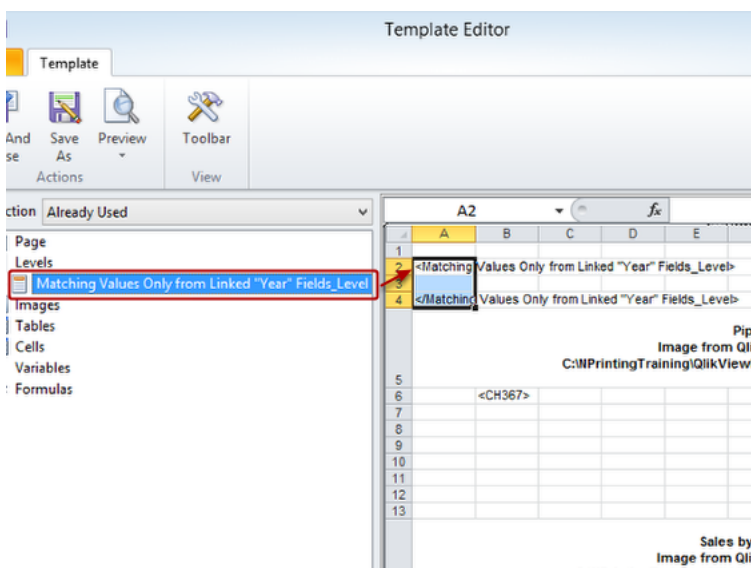 Template Editor
Template
And
se
Save
As
Preview
Toolbar
Actions
View
ction Already Used
A2
fx
Page
Levels
Matching Values Only from Linked "Year" Fields_Level
Images
Tables
Cells
Variables
Formulas
A B C D E
1
2 <Matching Values Only from Linked "Year" Fields_Level>
3
4 </Matching Values Only from Linked "Year" Fields_Level>
Pip
Image from Qli
C:\NPrintingTraining\QlikView
5
6 <CH367>
7
8
9
10
11
12
13
Sales by
Image from Qli